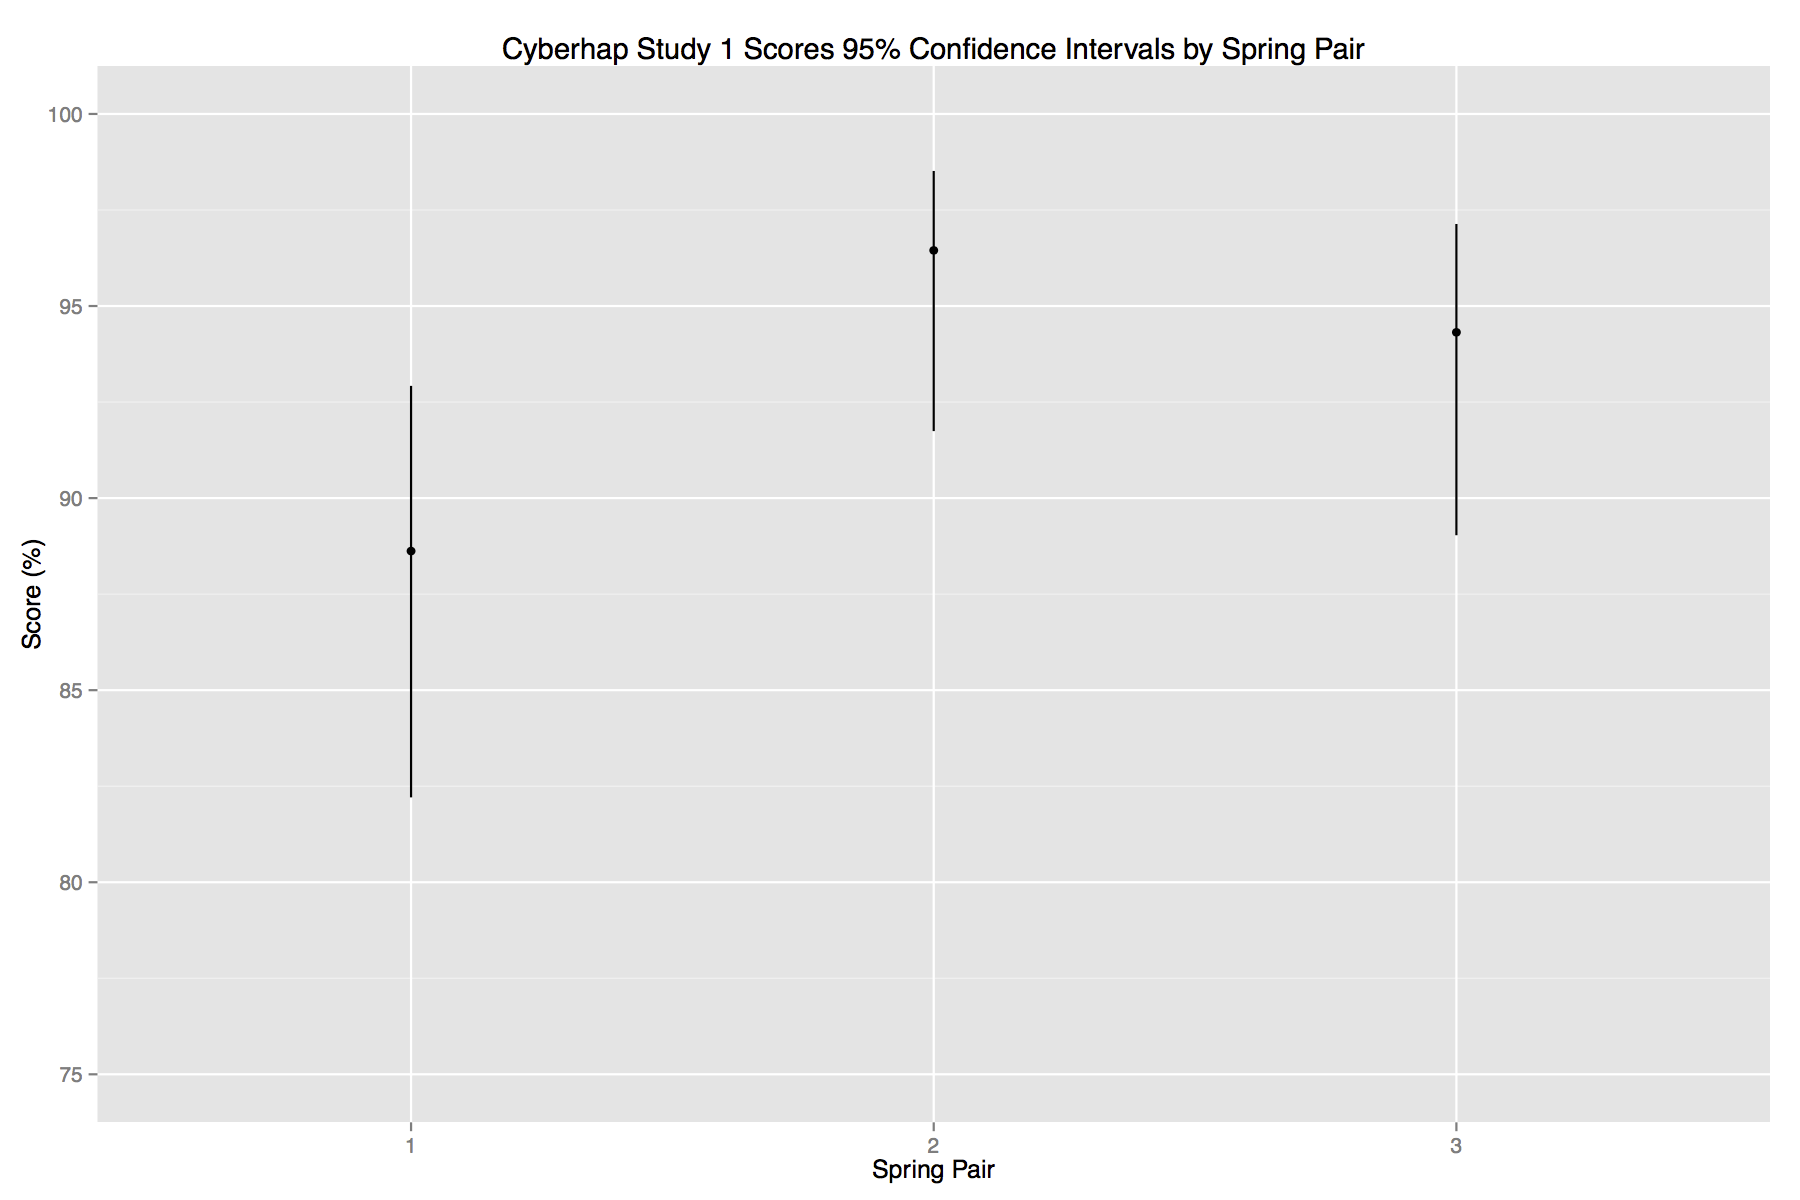 Cyberhap Study 1 Scores 95% Confidence Intervals by Spring Pair
100
95
90
85
80
75
Score (%)
1 2 3
Spring Pair